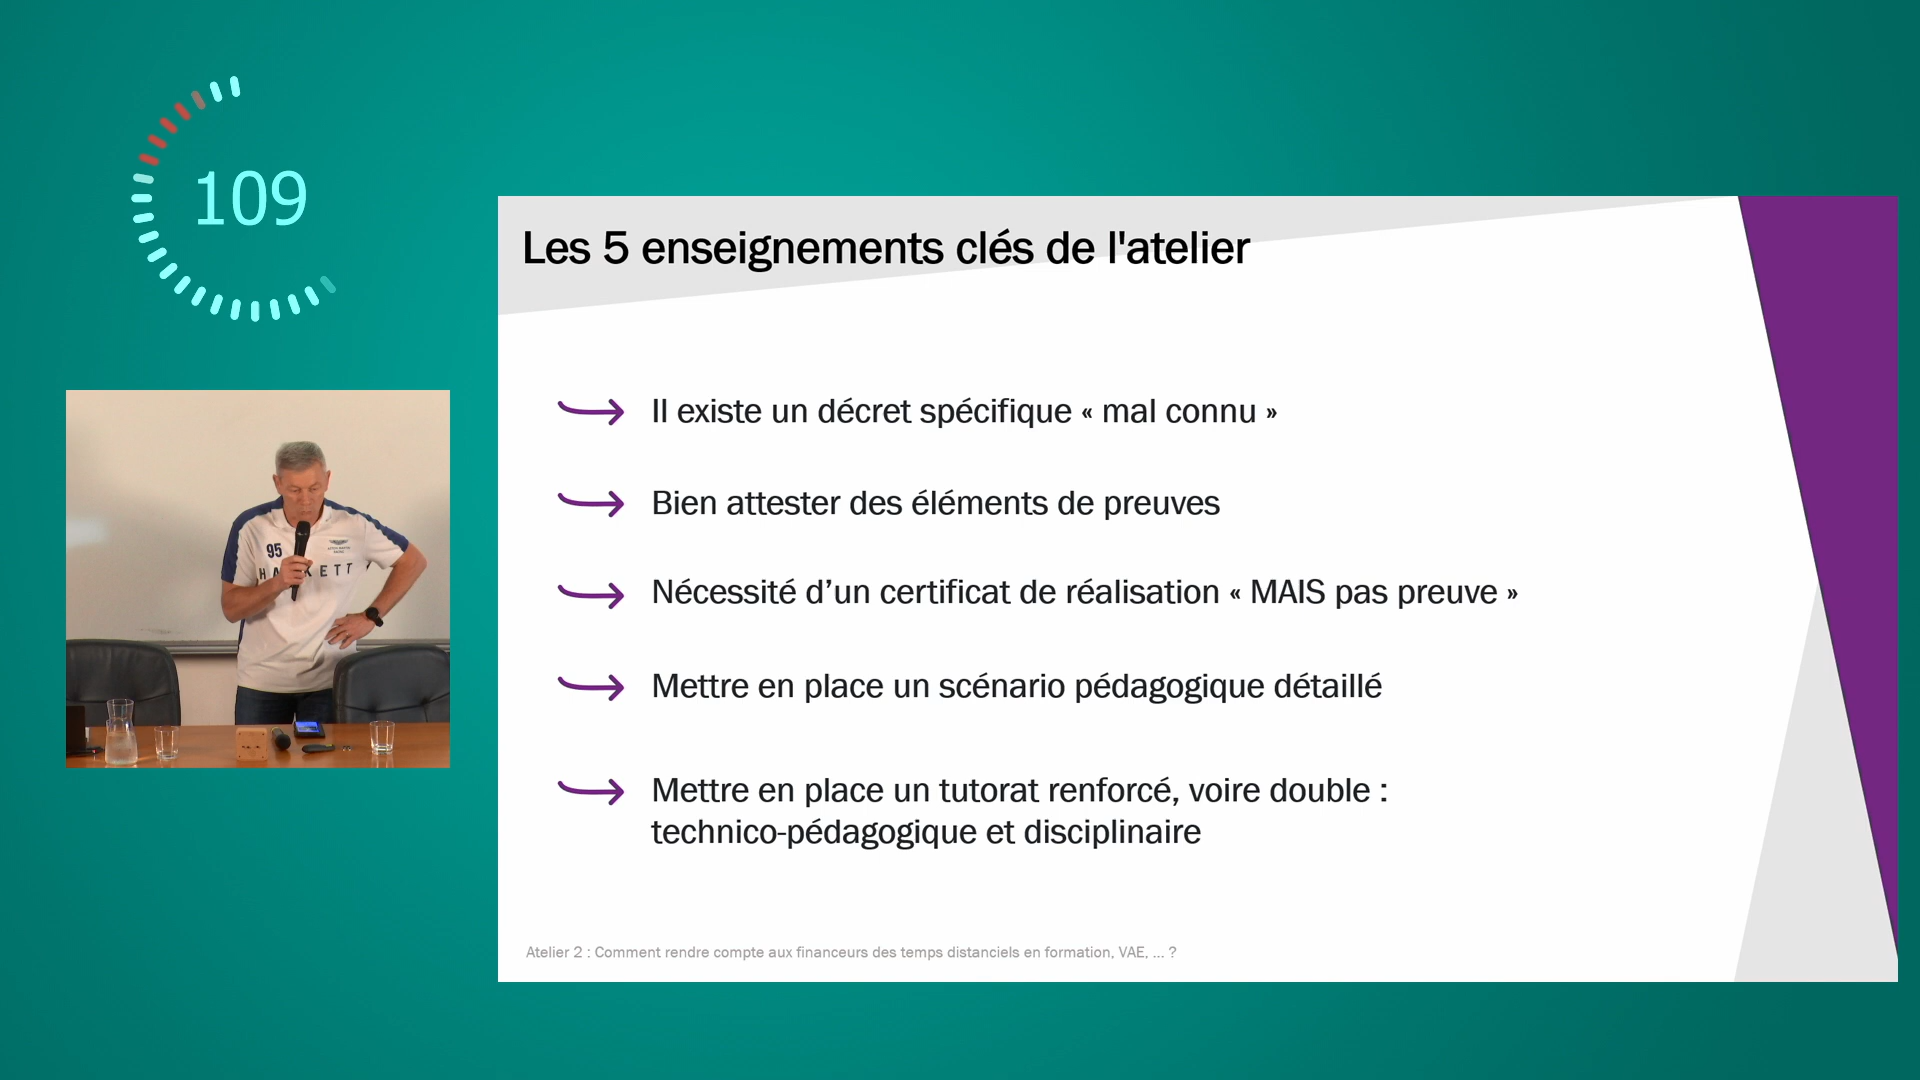 109
Les 5 enseignements clés de l'atelier
Il existe un décret spécifique « mal connu »
Bien attester des éléments de preuves
Nécessité d’un certificat de réalisation « MAIS pas preuve »
Mettre en place un scénario pédagogique détaillé
Mettre en place un tutorat renforcé, voire double :
technico-pédagogique et disciplinaire
Atelier 2 : Comment rendre compte aux financeurs des temps distanciels en formation, VAE, ... ?
95